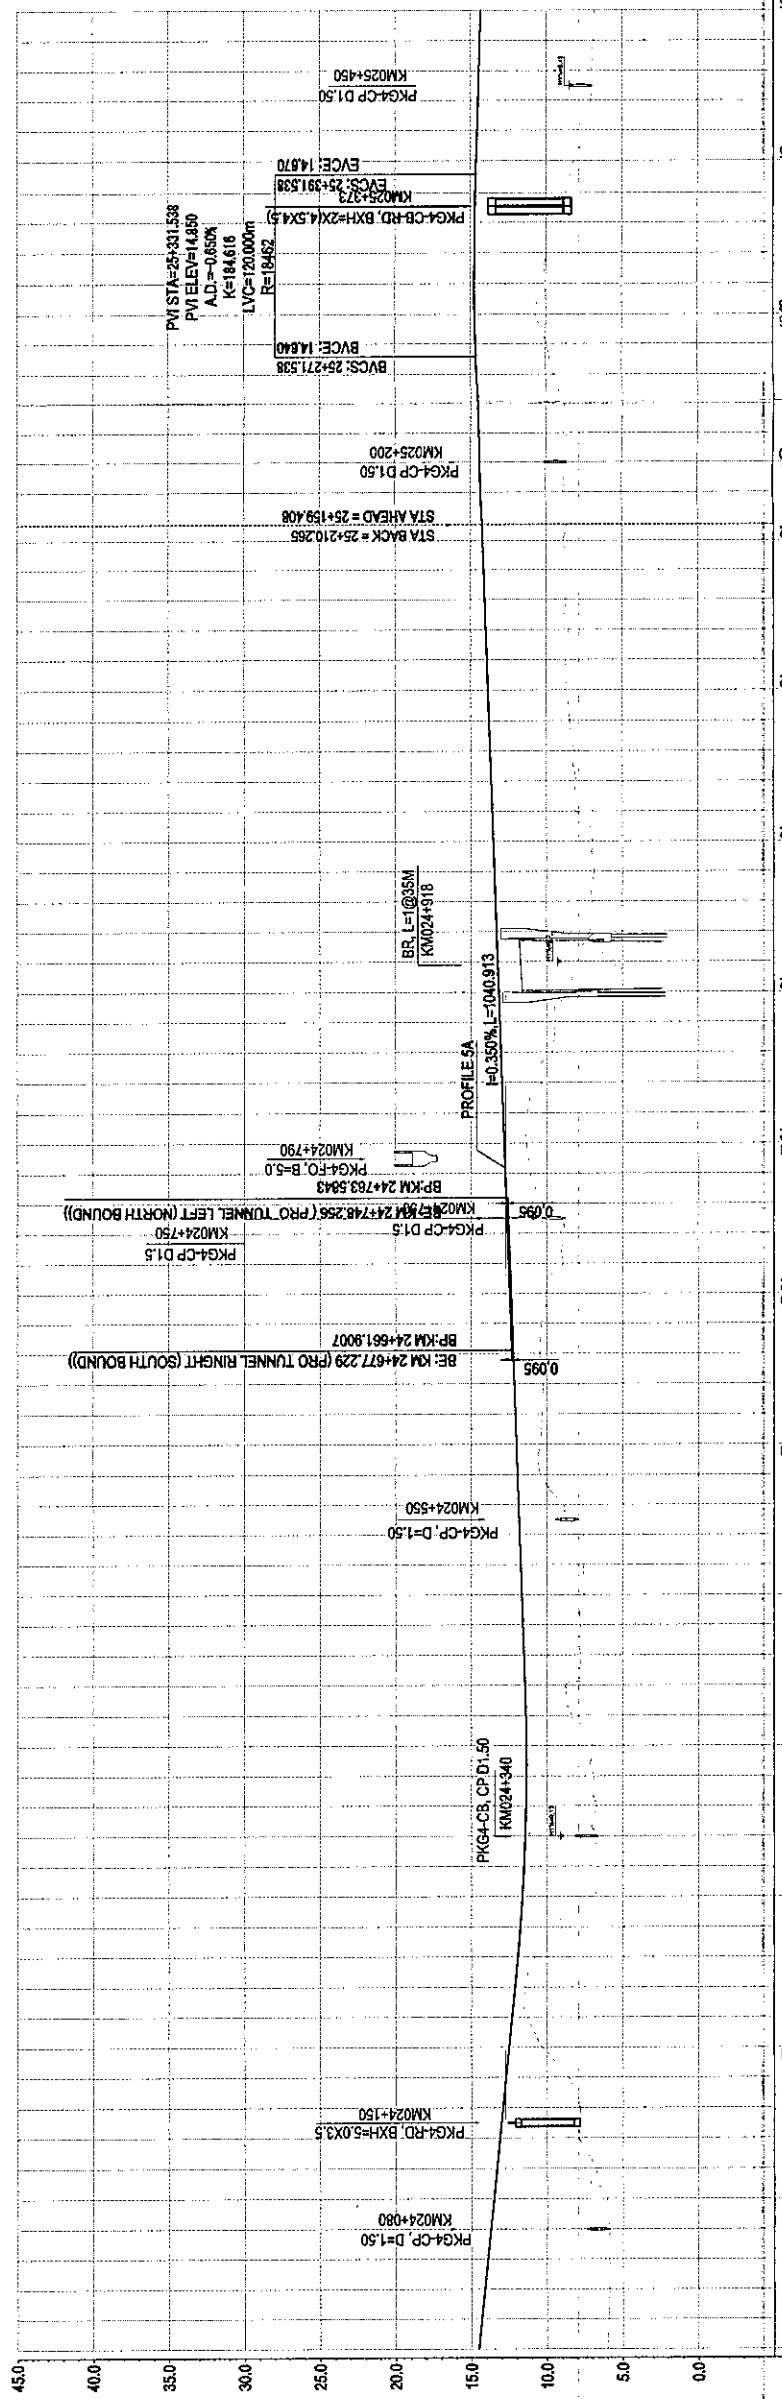 45.0
40.0
35.0
30.0
25.0
20.0
15.0
10.0
5.0
0.0
PKG4-CP, D=1.50
KM024+080
PKG4-RD, BXH=5.0X3.5
KM024+150
PKG4-CB, CP D1.50
KM024+340
PKG4-CP, D=1.50
KM024+550
BE: KM 24+677.229 (PRO TUNNEL RINGHT (SOUTH BOUND))
BP:KM 24+661.9007
0.095
PKG4-CP D1.5
KM024+750
PKG4-CP D1.5
KM024+750
BE: KM 24+748.256 (PRO TUNNEL LEFT (NORTH BOUND))
BP:KM 24+763.5843
0.095
PKG4-FO, B=5.0
KM024+790
PROFILE 5A
I=0.350%,L=1040.913
BR, L=1@35M
KM024+918
STA BACK = 25+210.265
STA AHEAD = 25+159.408
PKG4-CP D1.50
KM025+200
BVCS: 25+271.538
BVCE: 14.640
PVI STA=25+331.538
PVI ELEV=14.850
A.D.=-0.650%
K=184.616
LVC=120.000m
R=18462
PKG4-CB-RD, BXH=2X(4.5X4.5)
KM025+373
EVCS: 25+391.538
EVCE: 14.670
PKG4-CP D1.50
KM025+450